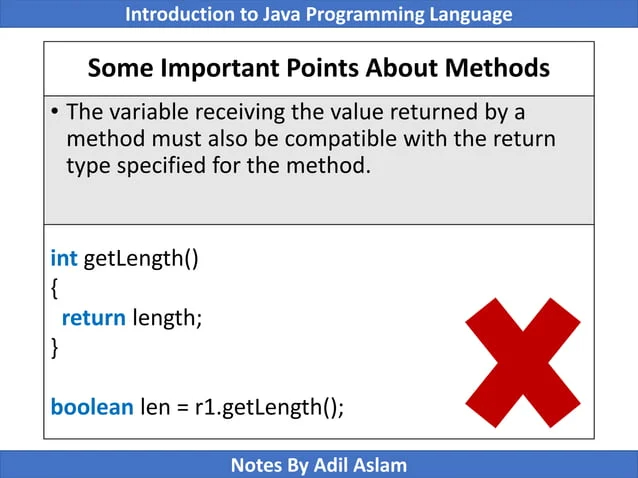 Introduction to Java Programming Language
Some Important Points About Methods
• The variable receiving the value returned by a
method must also be compatible with the return
type specified for the method.
int getLength()
{
return length;
}
boolean len = r1.getLength();
Notes By Adil Aslam